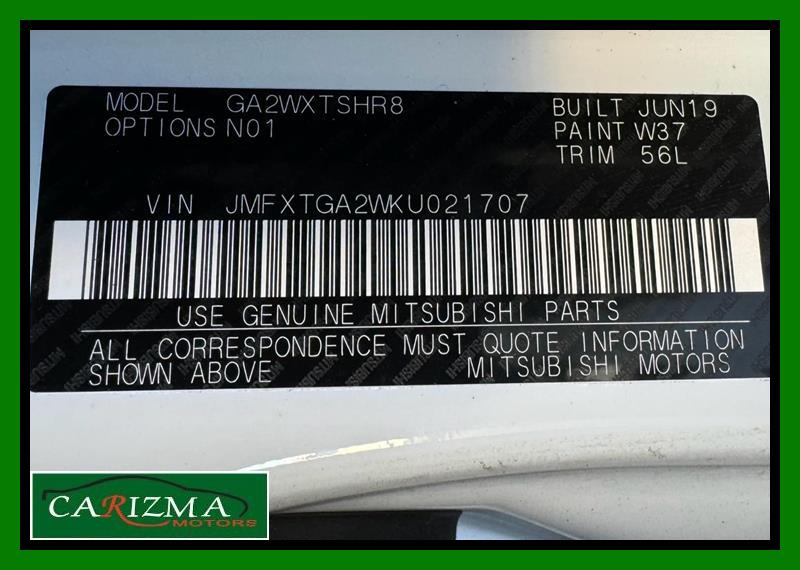 MODEL GA2WXTSHR8 BUILT JUN19
OPTIONS N01 PAINT W37
TRIM 56L
VIN JMFXTGA2WKU021707
USE GENUINE MITSUBISHI PARTS
ALL CORRESPONDENCE MUST QUOTE INFORMATION
SHOWN ABOVE MITSUBISHI MOTORS
CARIZMA
MOTORS